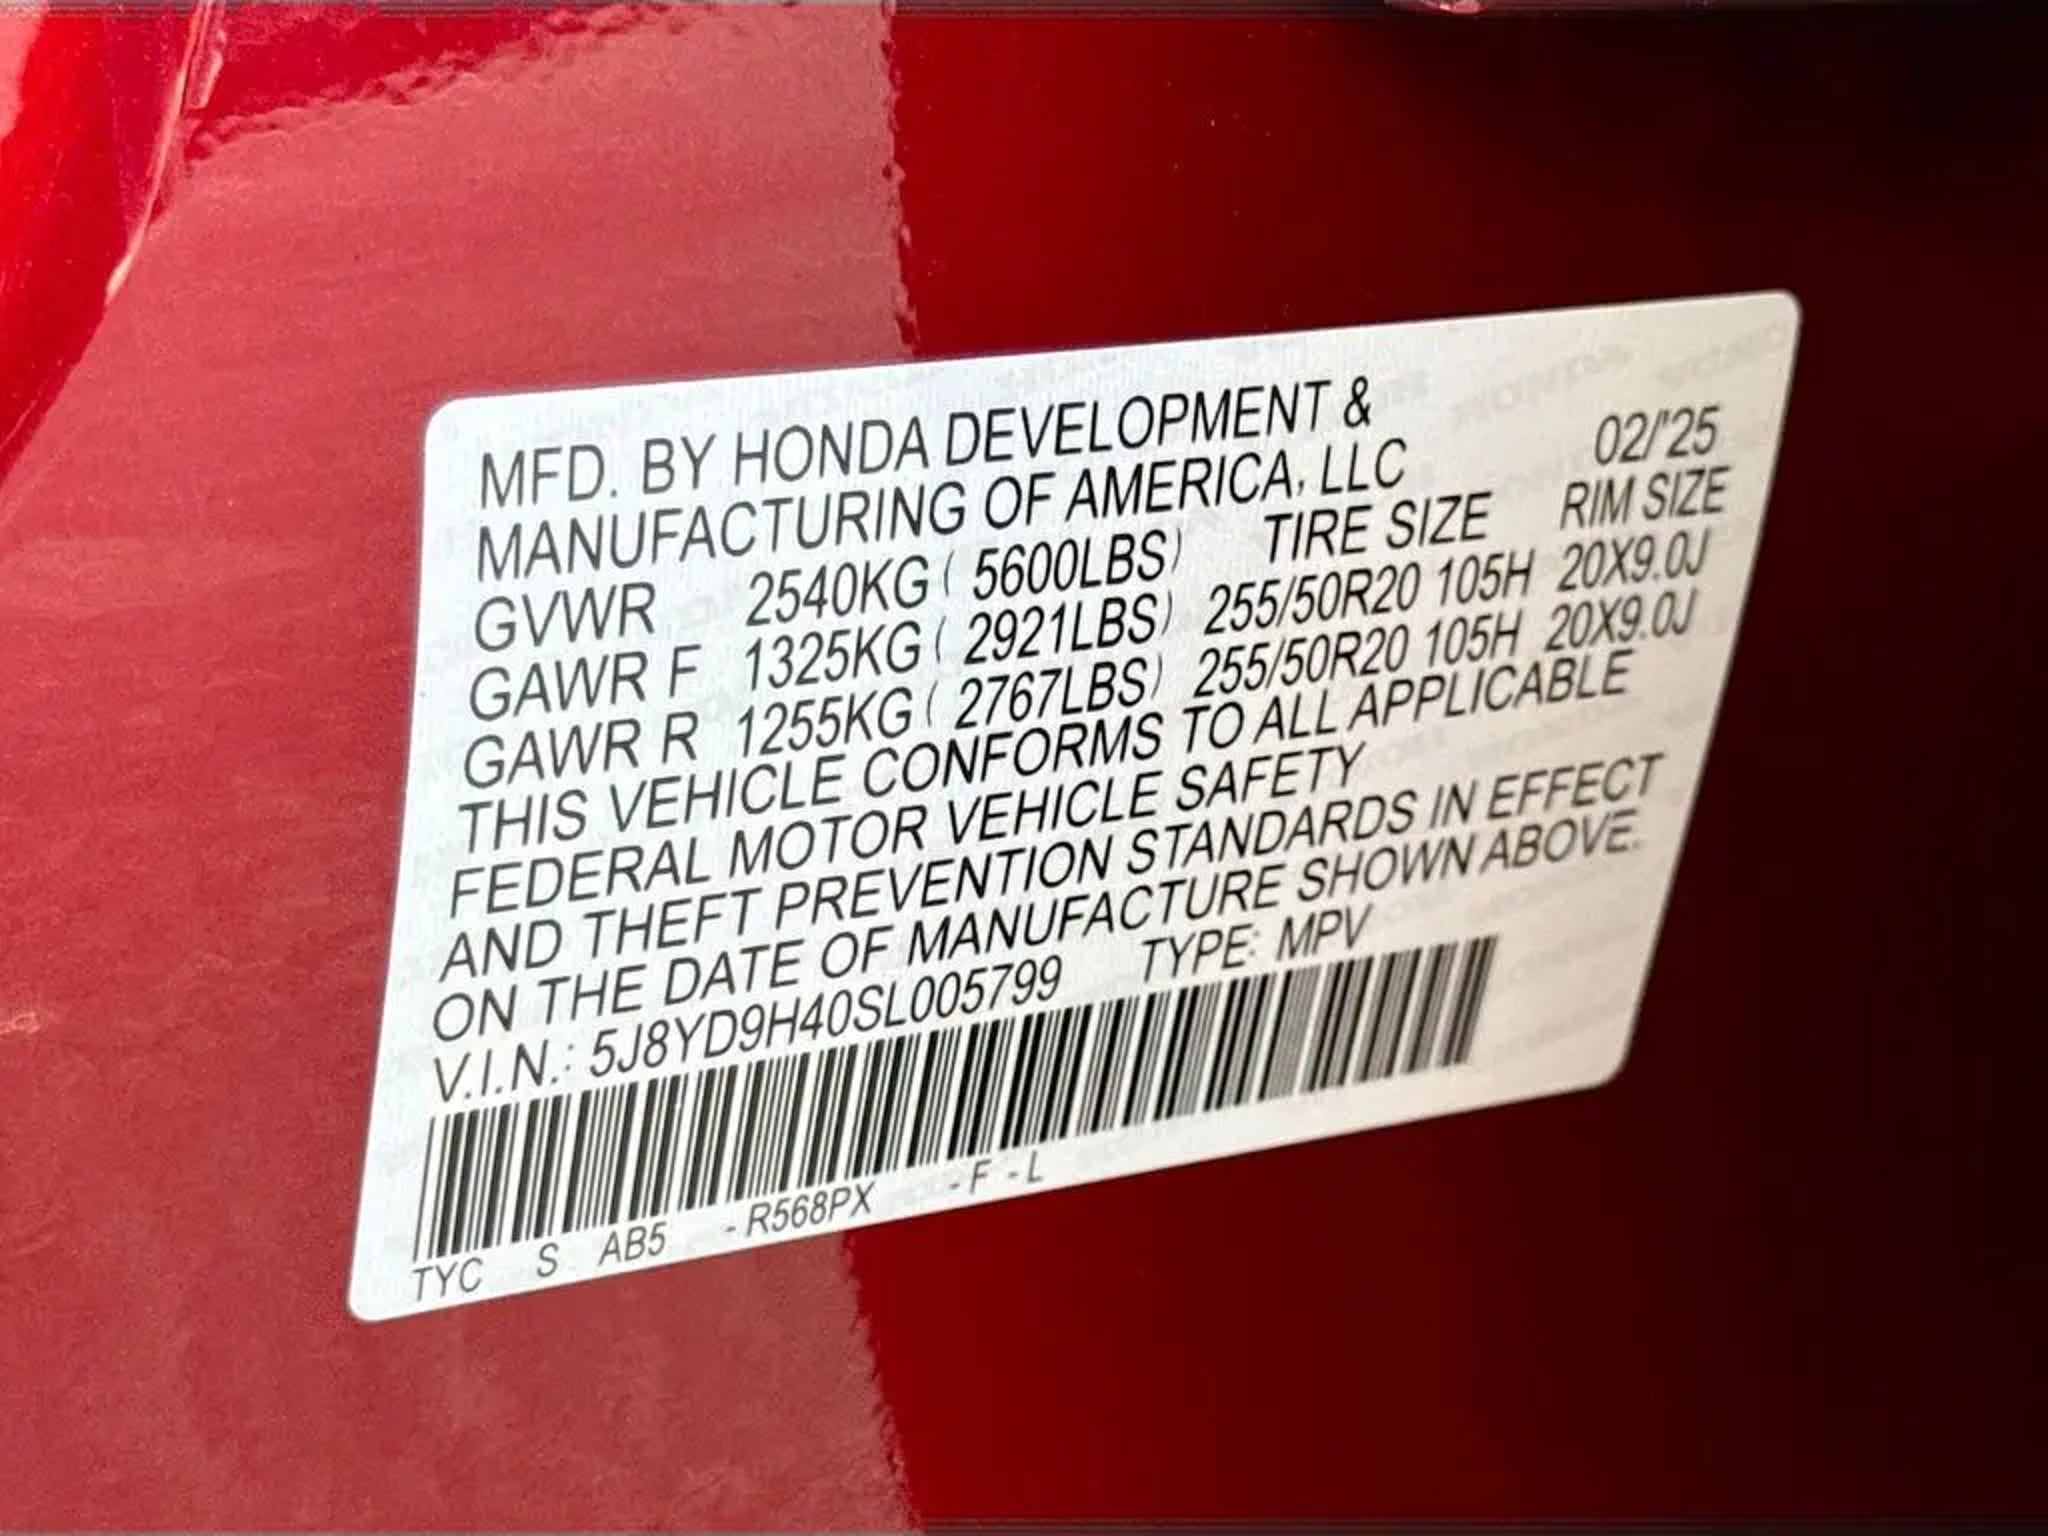 MFD. BY HONDA DEVELOPMENT &
MANUFACTURING OF AMERICA, LLC 02/'25
GVWR 2540KG ( 5600LBS) TIRE SIZE RIM SIZE
GAWR F 1325KG ( 2921LBS) 255/50R20 105H 20X9.0J
GAWR R 1255KG ( 2767LBS) 255/50R20 105H 20X9.0J
THIS VEHICLE CONFORMS TO ALL APPLICABLE
FEDERAL MOTOR VEHICLE SAFETY
AND THEFT PREVENTION STANDARDS IN EFFECT
ON THE DATE OF MANUFACTURE SHOWN ABOVE.
V.I.N.: 5J8YD9H40SL005799 TYPE: MPV
TYC S AB5 - R568PX - F - L